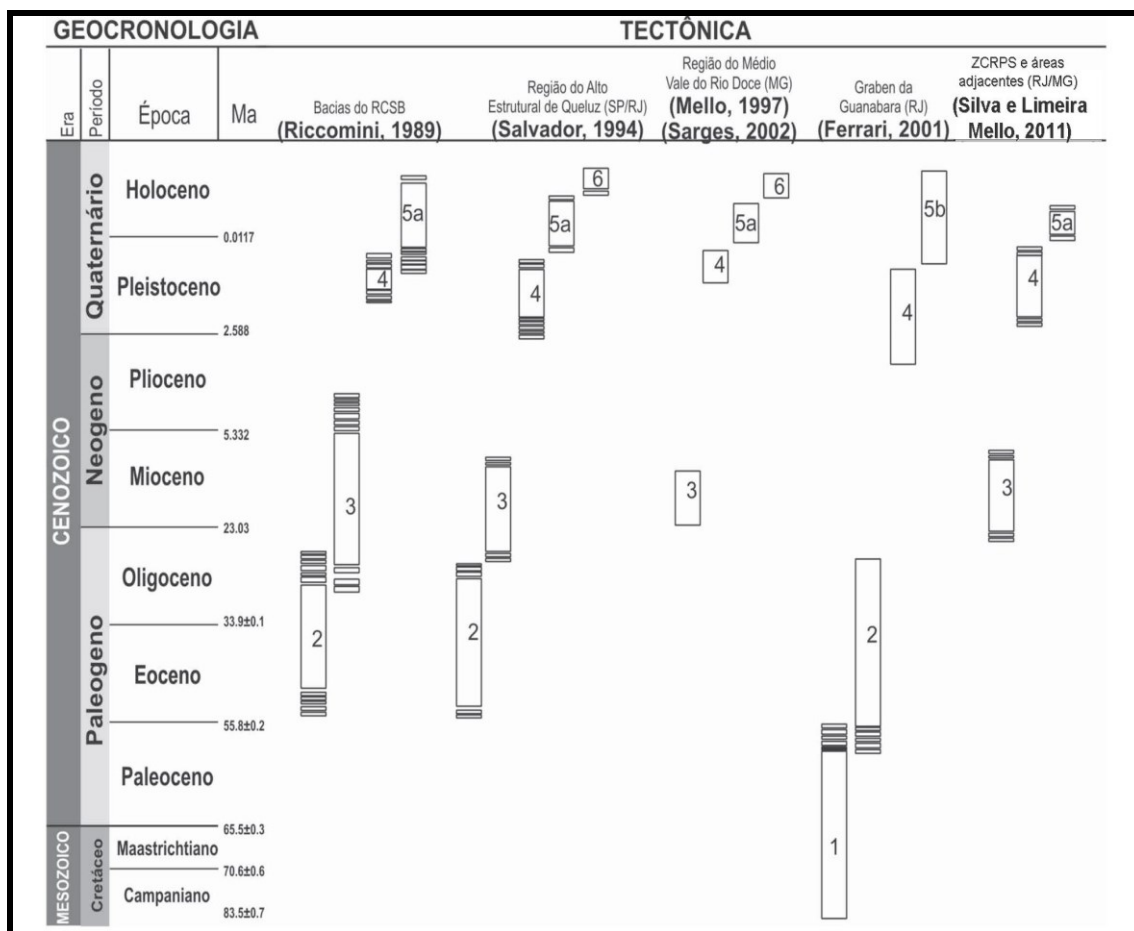 GEOCRONOLOGIA
TECTÔNICA
Era
Período
Época
Ma
Bacias do RCSB
(Riccomini, 1989)
Região do Alto
Estrutural de Queluz (SP/RJ)
(Salvador, 1994)
Região do Médio
Vale do Rio Doce (MG)
(Mello, 1997)
(Sarges, 2002)
Graben da
Guanabara (RJ)
(Ferrari, 2001)
ZCRPS e áreas
adjacentes (RJ/MG)
(Silva e Limeira
Mello, 2011)
CENOZOICO
MESOZOICO
Quaternário
Neogeno
Paleogeno
Cretáceo
Holoceno
0.0117
Pleistoceno
2.588
Plioceno
5.332
Mioceno
23.03
Oligoceno
33.9±0.1
Eoceno
55.8±0.2
Paleoceno
65.5±0.3
Maastrichtiano
70.6±0.6
Campaniano
83.5±0.7
2
3
4
5a
2
3
4
5a
6
3
4
5a
6
1
2
4
5b
3
4
5a